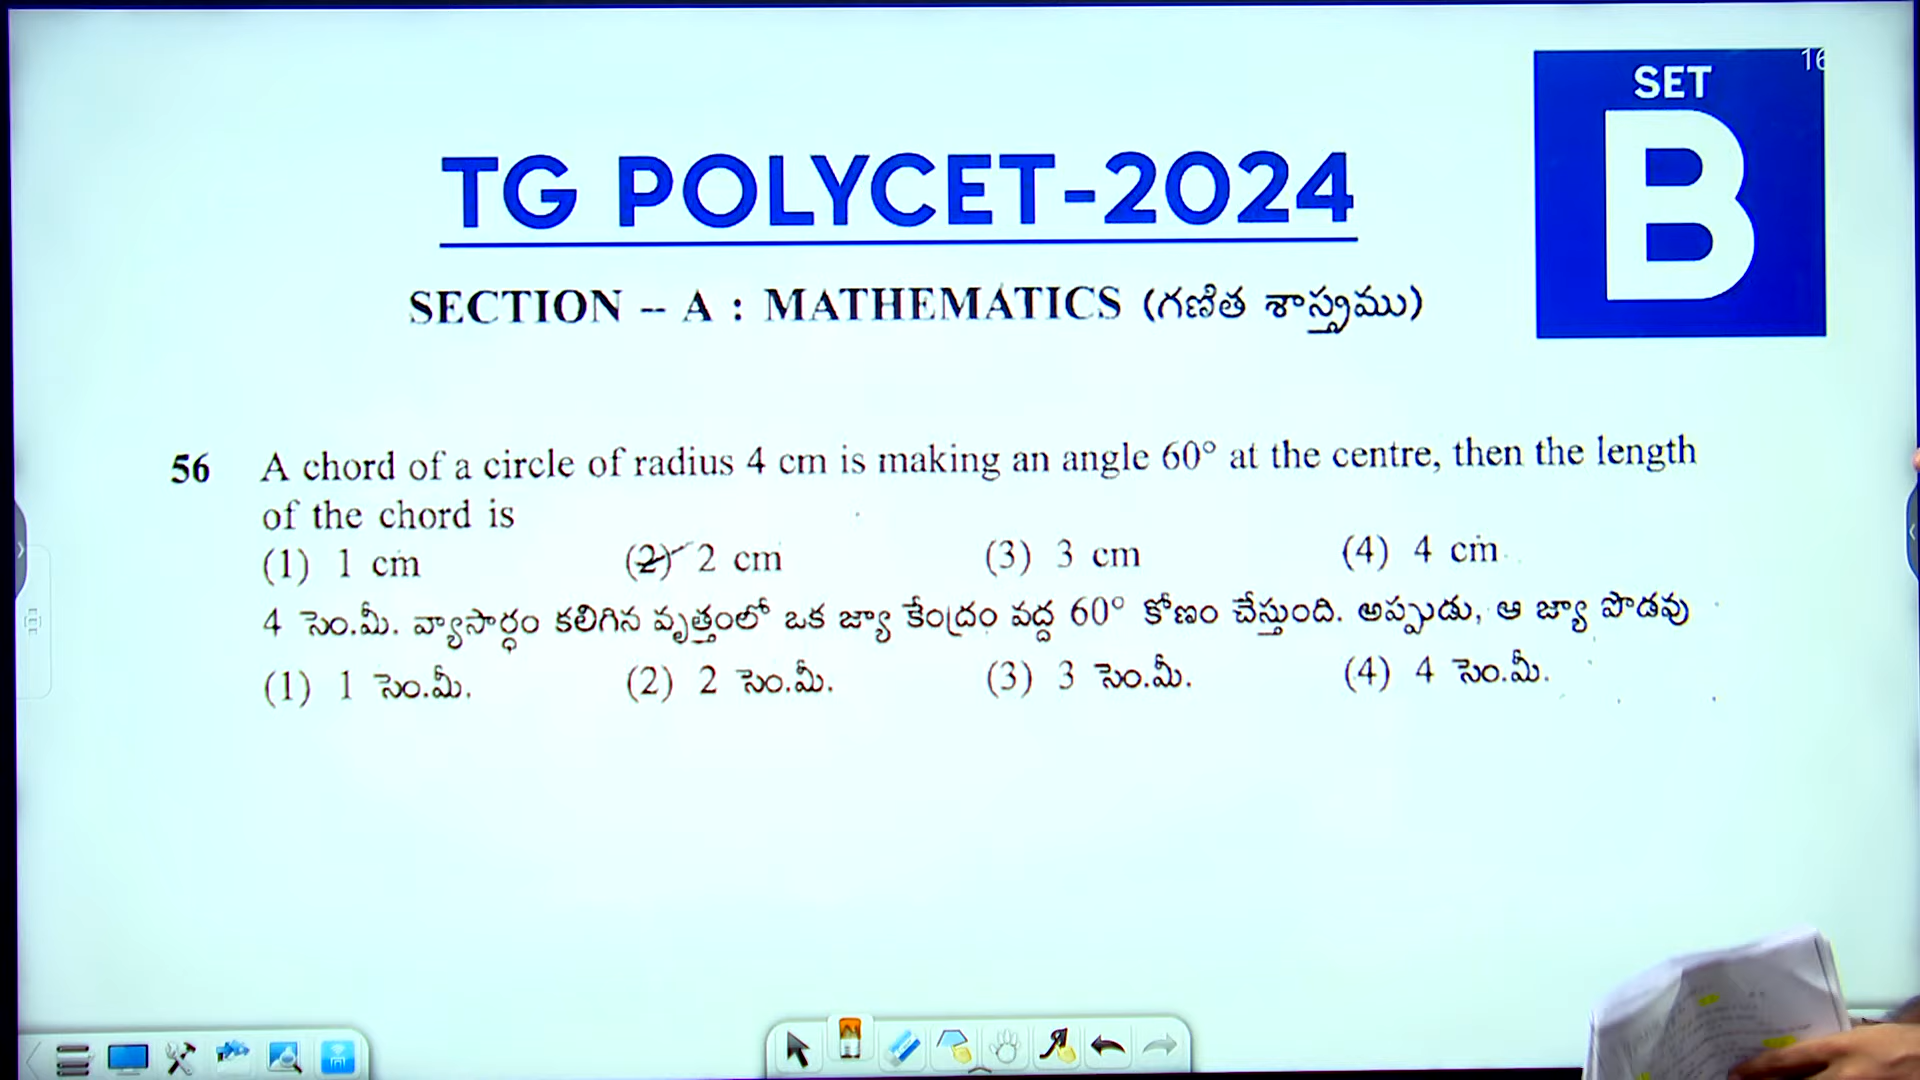 16
SET
B
TG POLYCET-2024
SECTION – A : MATHEMATICS (గణిత శాస్త్రము)
56 A chord of a circle of radius 4 cm is making an angle 60° at the centre, then the length
of the chord is
(1) 1 cm (2) 2 cm (3) 3 cm (4) 4 cm
4 సెం.మీ. వ్యాసార్ధం కలిగిన వృత్తంలో ఒక జ్యా కేంద్రం వద్ద 60° కోణం చేస్తుంది. అప్పుడు, ఆ జ్యా పొడవు
(1) 1 సెం.మీ. (2) 2 సెం.మీ. (3) 3 సెం.మీ. (4) 4 సెం.మీ.